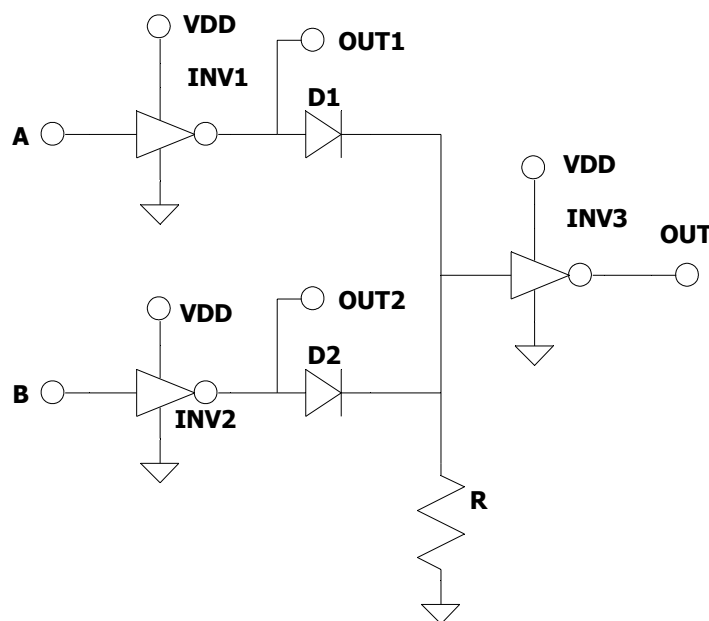 VDD
OUT1
INV1
D1
A
VDD
INV3
OUT
VDD
OUT2
D2
B
INV2
R